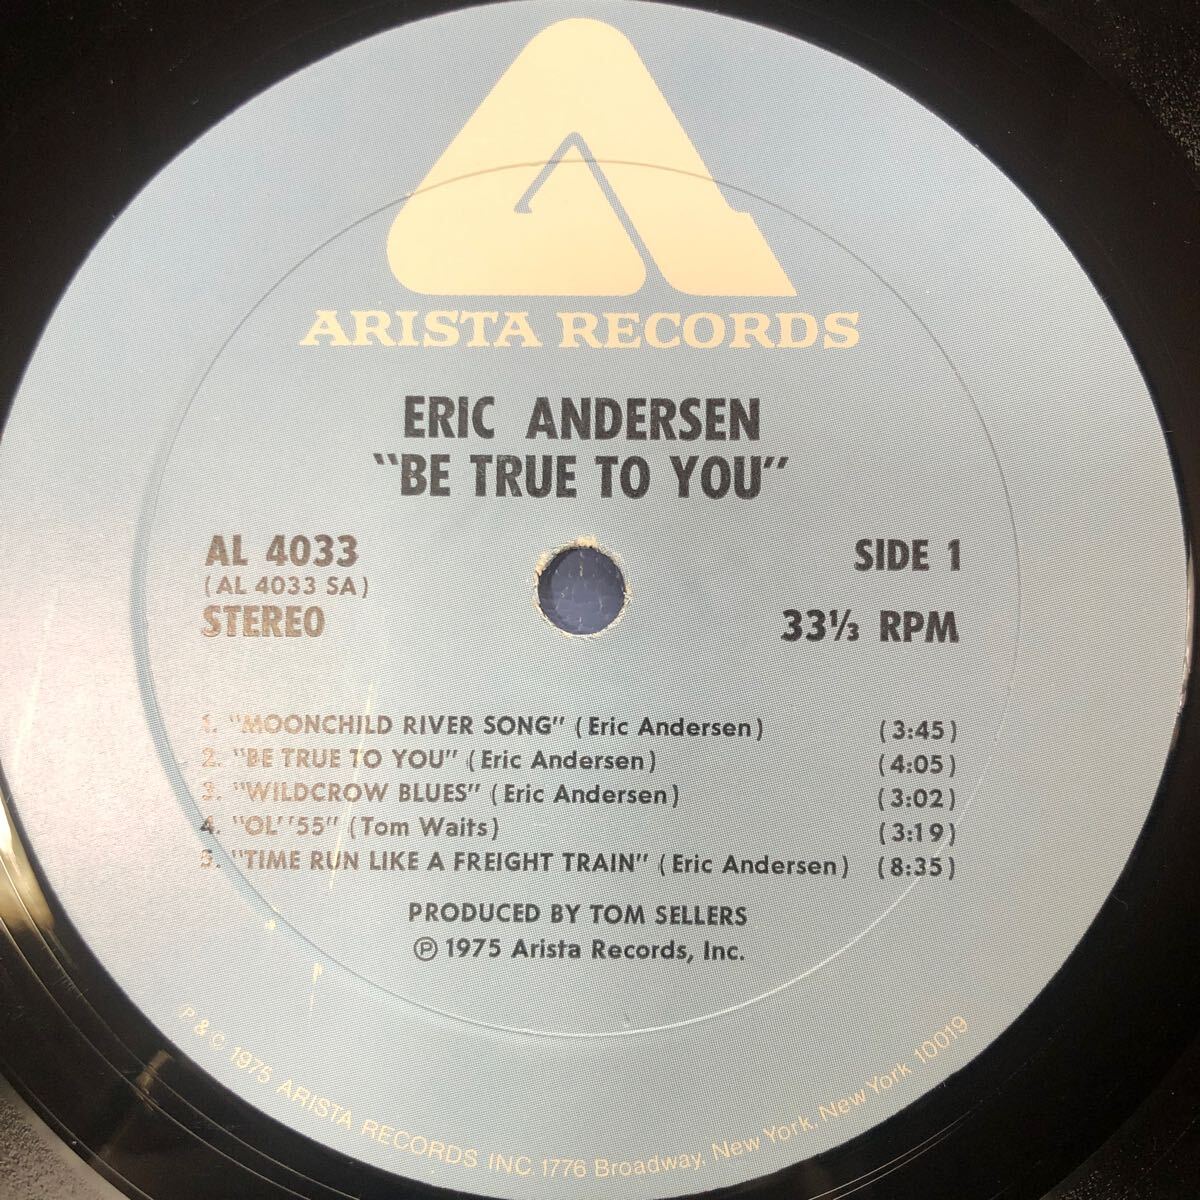 ARISTA RECORDS
ERIC ANDERSEN
"BE TRUE TO YOU"
AL 4033
(AL 4033 SA)
STEREO
SIDE 1
33⅓ RPM
1. "MOONCHILD RIVER SONG" (Eric Andersen) (3:45)
2. "BE TRUE TO YOU" (Eric Andersen) (4:05)
3. "WILDCROW BLUES" (Eric Andersen) (3:02)
4. "OL''55" (Tom Waits) (3:19)
5. "TIME RUN LIKE A FREIGHT TRAIN" (Eric Andersen) (8:35)
PRODUCED BY TOM SELLERS
Ⓟ 1975 Arista Records, Inc.
P & © 1975 ARISTA RECORDS INC 1776 Broadway, New York, New York 10019